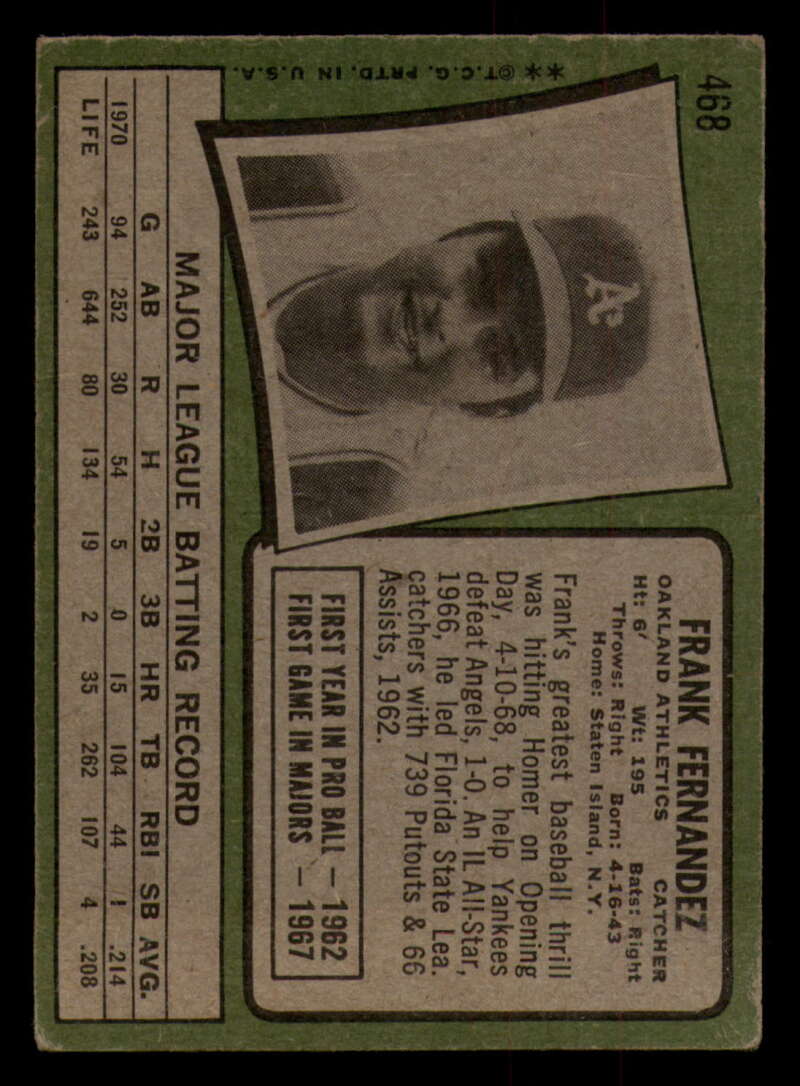 468
** ©T.C.G. PRTD. IN U.S.A.
A's
FRANK FERNANDEZ
OAKLAND ATHLETICS CATCHER
Ht: 6' Wt: 195 Bats: Right
Throws: Right Born: 4-16-43
Home: Staten Island, N.Y.
Frank's greatest baseball thrill
was hitting Homer on Opening
Day, 4-10-68, to help Yankees
defeat Angels, 1-0. An IL All-Star,
1966, he led Florida State Lea.
catchers with 739 Putouts & 66
Assists, 1962.
FIRST YEAR IN PRO BALL — 1962
FIRST GAME IN MAJORS — 1967
MAJOR LEAGUE BATTING RECORD
G AB R H 2B 3B HR TB RBI SB AVG.
1970 94 252 30 54 5 0 15 104 44 1 .214
LIFE 243 644 80 134 19 2 35 262 107 4 .208